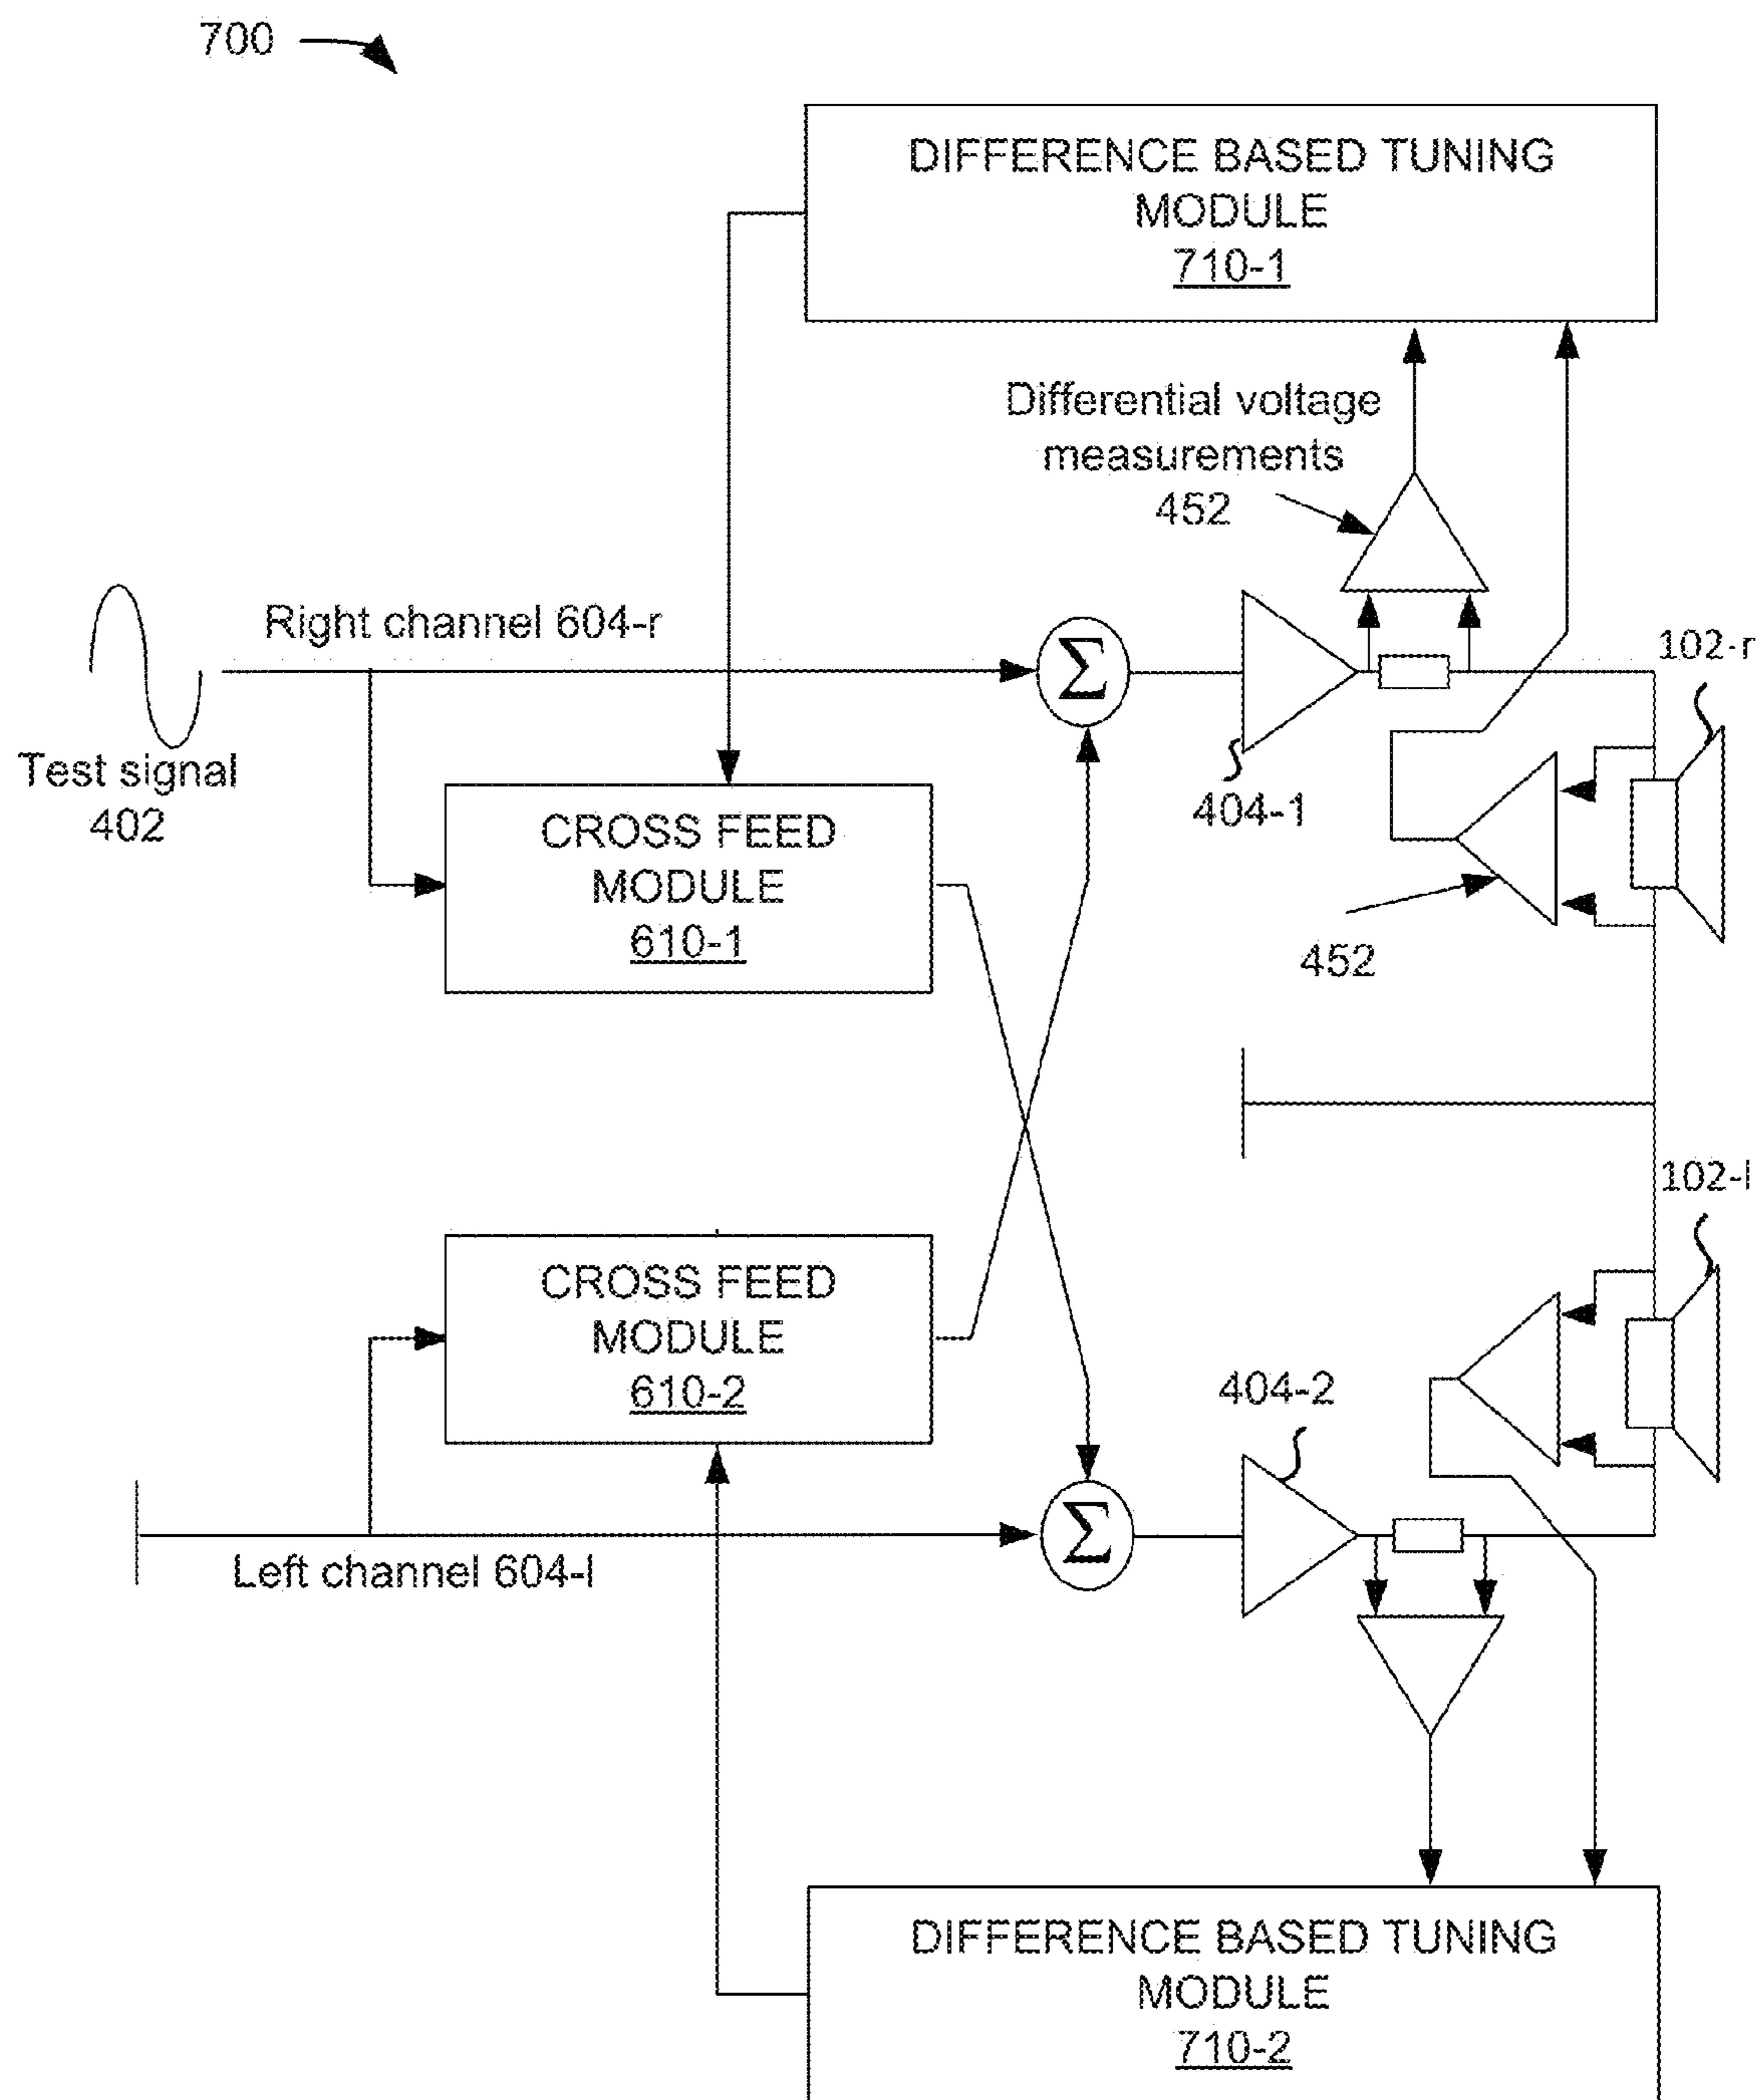 700
DIFFERENCE BASED TUNING
MODULE
710-1
Differential voltage
measurements
452
Right channel 604-r
Σ
102-r
Test signal
402
404-1
CROSS FEED
MODULE
610-1
452
102-l
CROSS FEED
MODULE
610-2
404-2
Σ
Left channel 604-l
DIFFERENCE BASED TUNING
MODULE
710-2